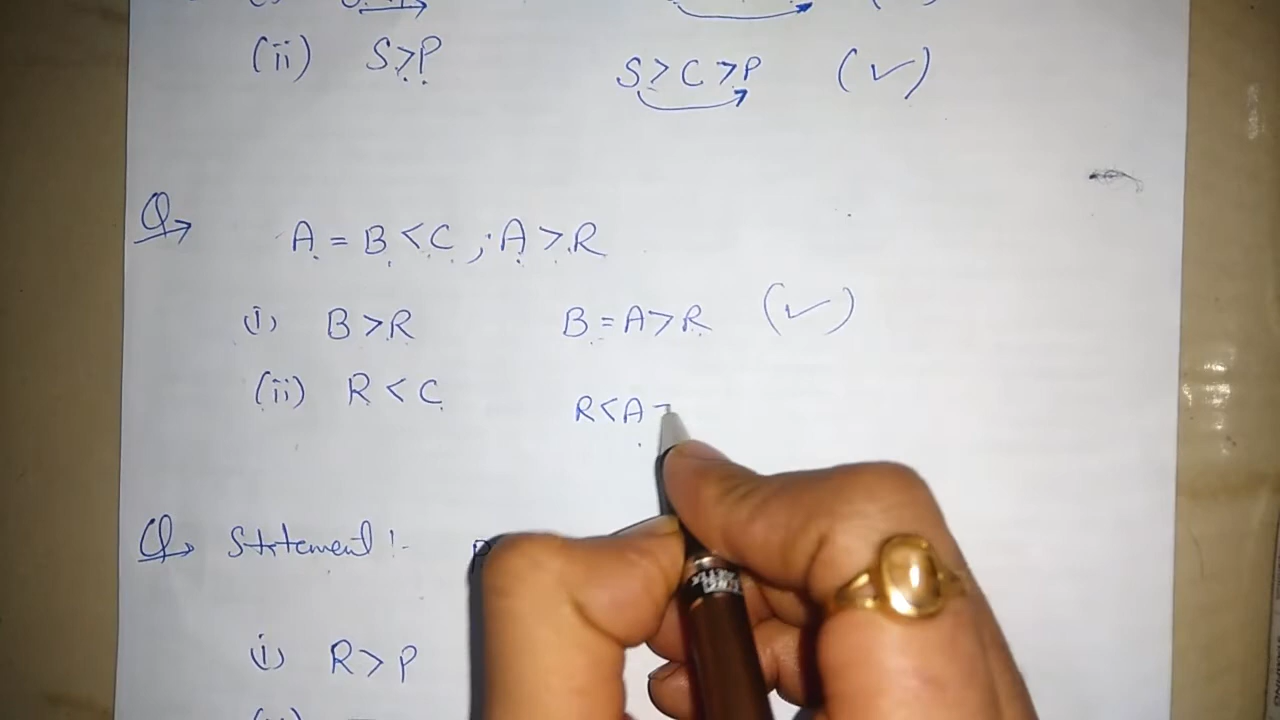 (ii) S>P S>C>P (✓)
Q→ A=B<C ; A>R
(i) B>R B=A>R (✓)
(ii) R<C R<A
Q→ Statement :- P
(i) R>P